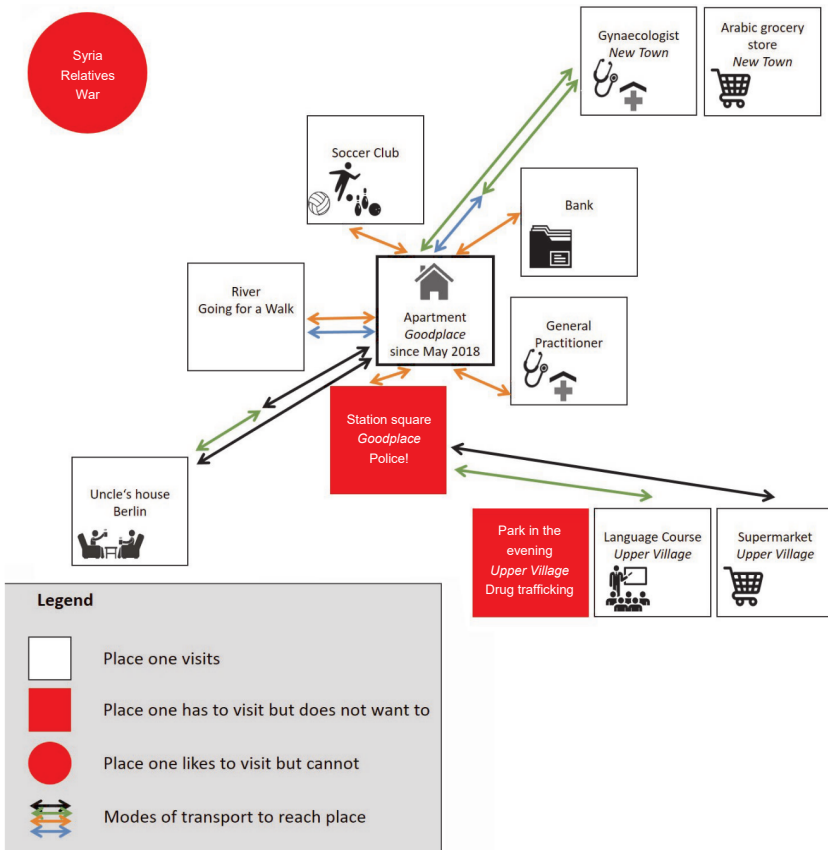 Syria
Relatives
War
Gynaecologist
New Town
Arabic grocery
store
New Town
Soccer Club
Bank
River
Going for a Walk
Apartment
Goodplace
since May 2018
General
Practitioner
Station square
Goodplace
Police!
Uncle's house
Berlin
Park in the
evening
Upper Village
Drug trafficking
Language Course
Upper Village
Supermarket
Upper Village
Legend
Place one visits
Place one has to visit but does not want to
Place one likes to visit but cannot
Modes of transport to reach place